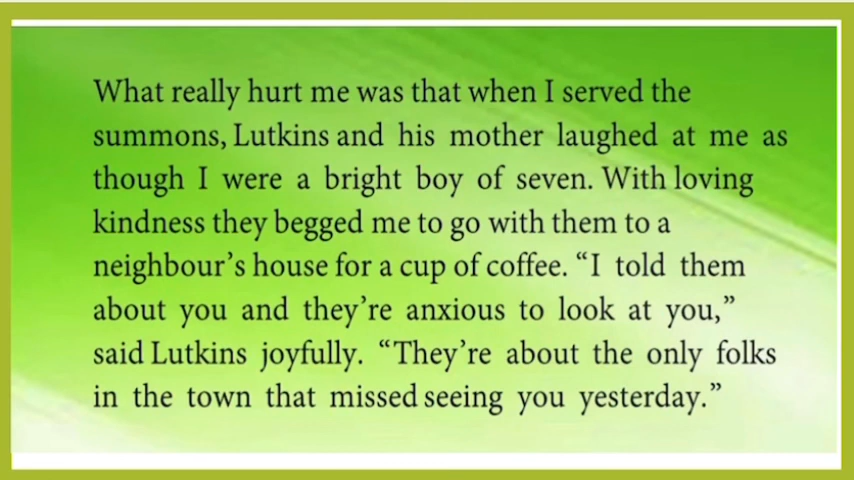 What really hurt me was that when I served the
summons, Lutkins and his mother laughed at me as
though I were a bright boy of seven. With loving
kindness they begged me to go with them to a
neighbour’s house for a cup of coffee. “I told them
about you and they’re anxious to look at you,”
said Lutkins joyfully. “They’re about the only folks
in the town that missed seeing you yesterday.”